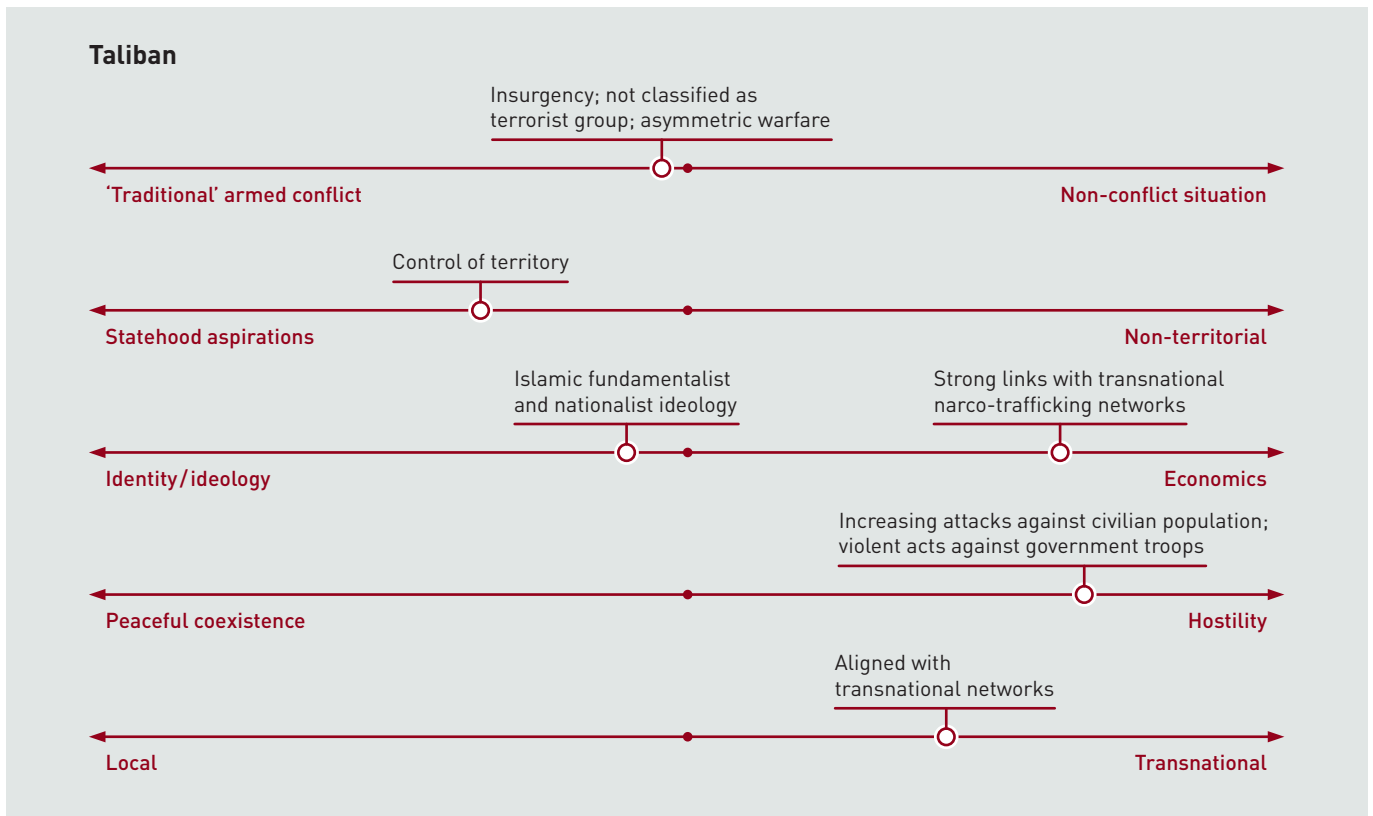 Taliban
Insurgency; not classified as
terrorist group; asymmetric warfare
‘Traditional’ armed conflict
Non-conflict situation
Control of territory
Statehood aspirations
Non-territorial
Islamic fundamentalist
and nationalist ideology
Strong links with transnational
narco-trafficking networks
Identity/ideology
Economics
Increasing attacks against civilian population;
violent acts against government troops
Peaceful coexistence
Hostility
Aligned with
transnational networks
Local
Transnational